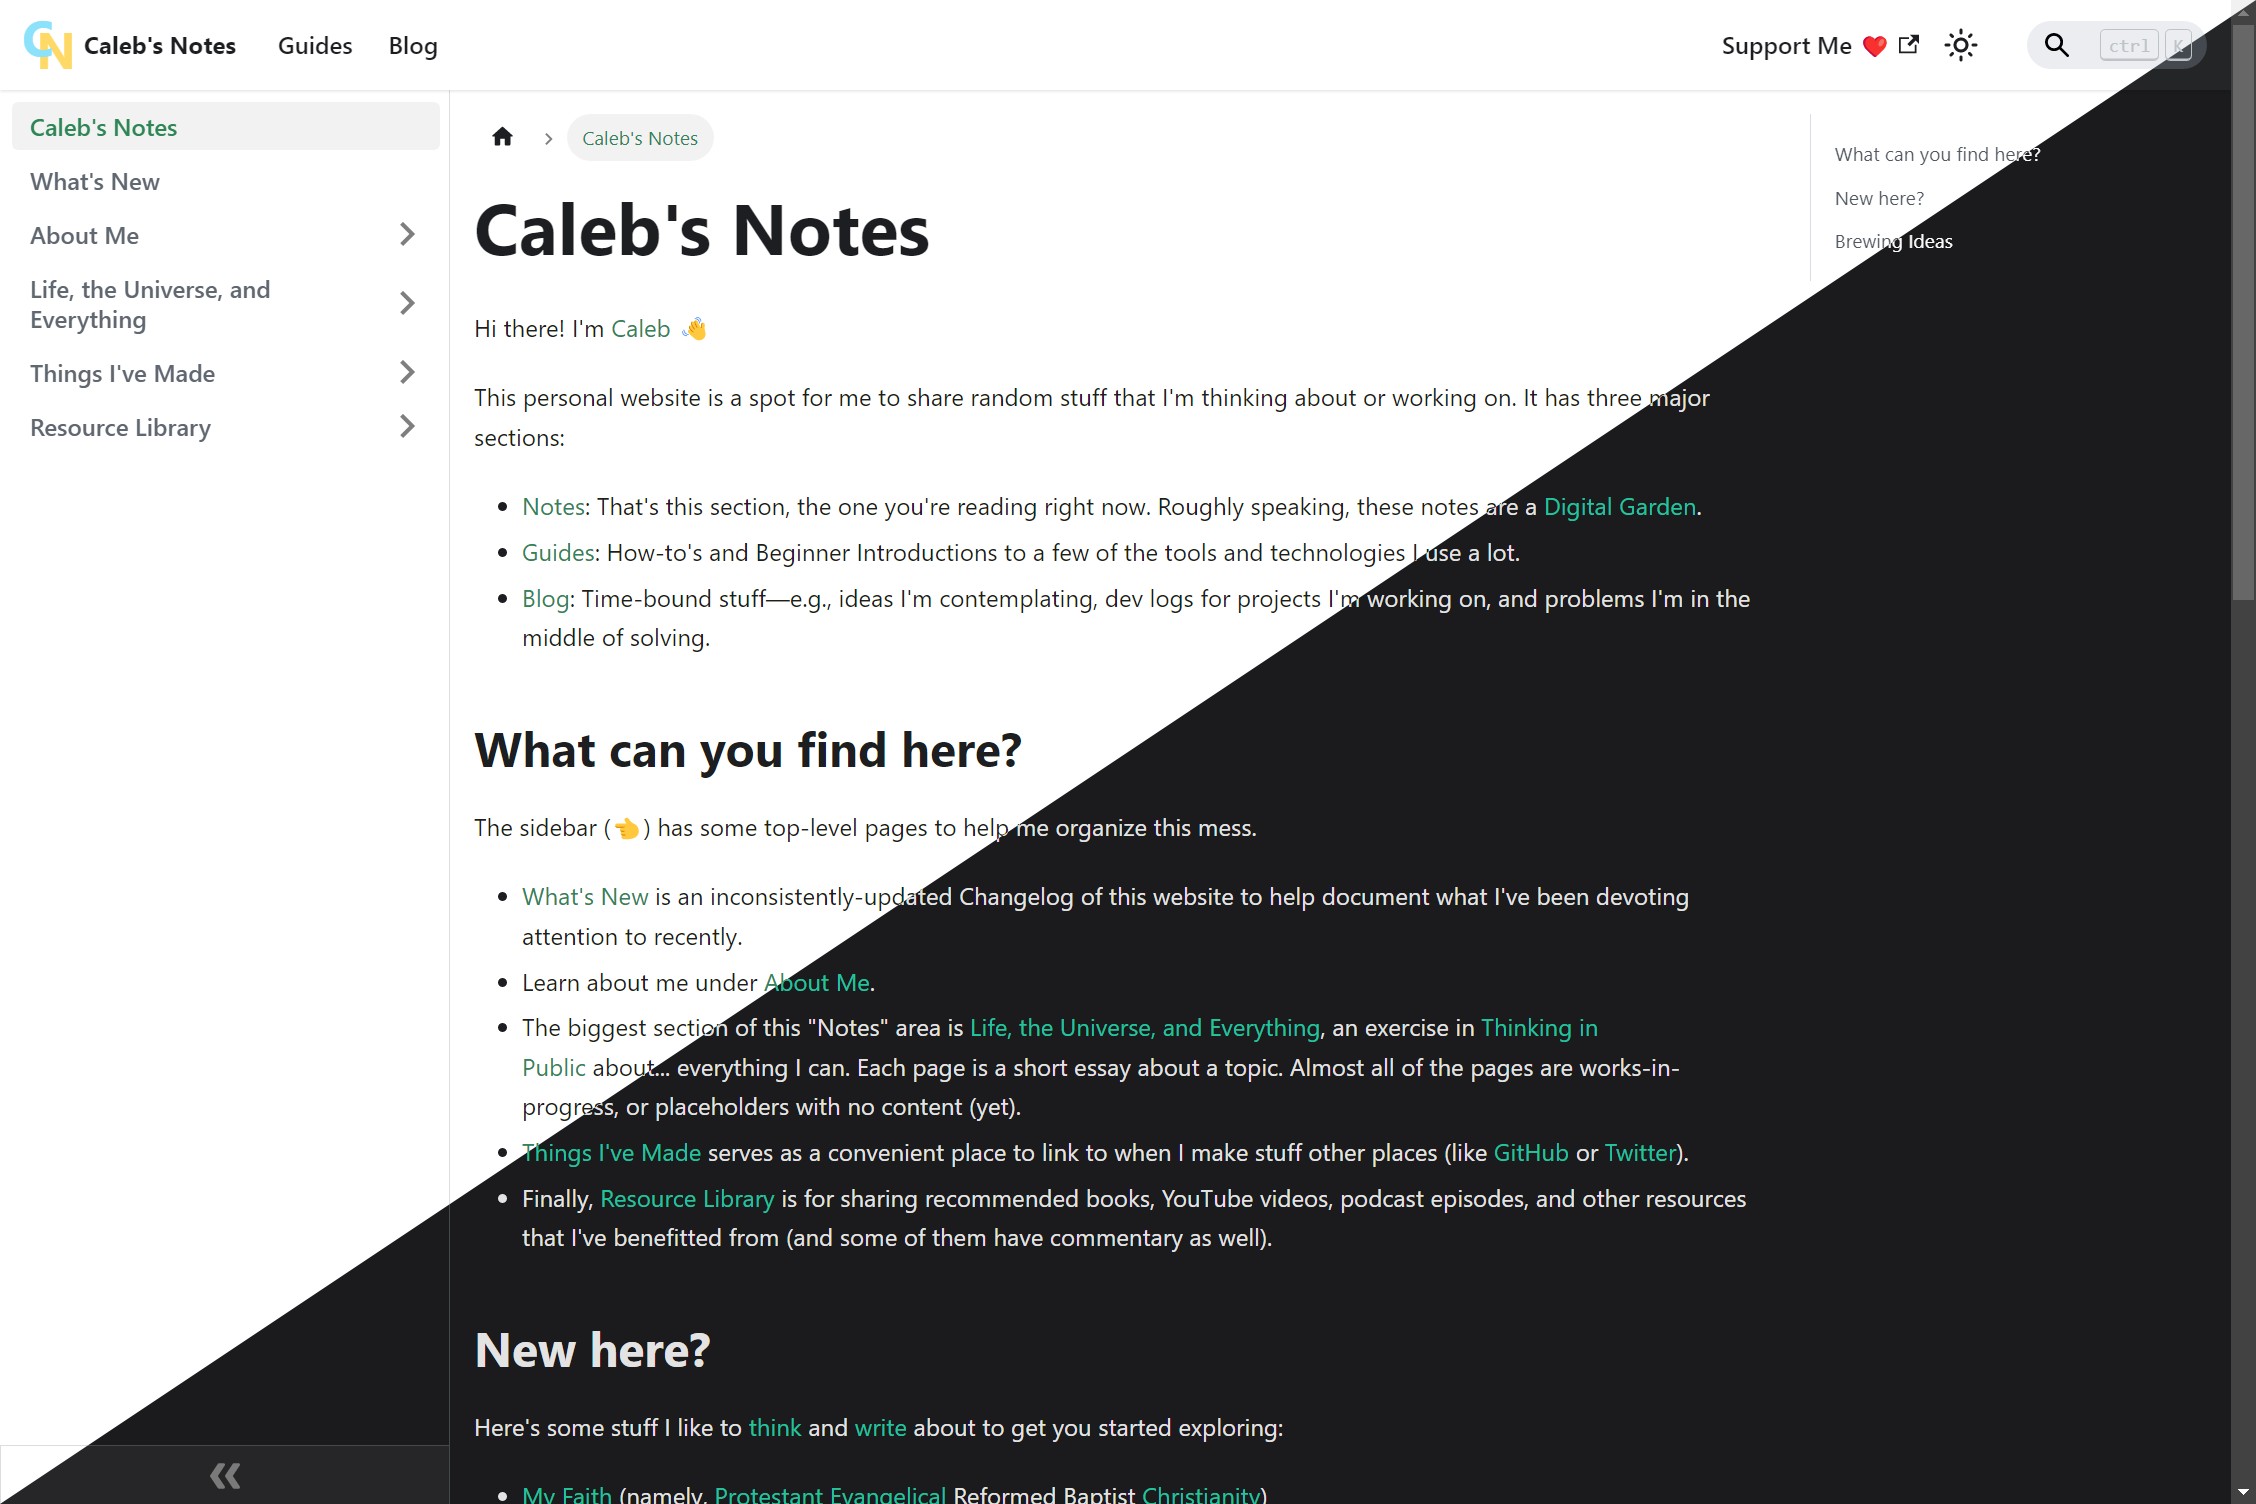 CN Caleb's Notes Guides Blog Support Me ctrl K
Caleb's Notes
What's New
About Me
Life, the Universe, and
Everything
Things I've Made
Resource Library
Caleb's Notes
Caleb's Notes
Hi there! I'm Caleb 👋
This personal website is a spot for me to share random stuff that I'm thinking about or working on. It has three major
sections:
• Notes: That's this section, the one you're reading right now. Roughly speaking, these notes are a Digital Garden.
• Guides: How-to's and Beginner Introductions to a few of the tools and technologies I use a lot.
• Blog: Time-bound stuff—e.g., ideas I'm contemplating, dev logs for projects I'm working on, and problems I'm in the
middle of solving.
What can you find here?
The sidebar (👈) has some top-level pages to help me organize this mess.
• What's New is an inconsistently-updated Changelog of this website to help document what I've been devoting
attention to recently.
• Learn about me under About Me.
• The biggest section of this "Notes" area is Life, the Universe, and Everything, an exercise in Thinking in
Public about... everything I can. Each page is a short essay about a topic. Almost all of the pages are works-in-
progress, or placeholders with no content (yet).
• Things I've Made serves as a convenient place to link to when I make stuff other places (like GitHub or Twitter).
• Finally, Resource Library is for sharing recommended books, YouTube videos, podcast episodes, and other resources
that I've benefitted from (and some of them have commentary as well).
New here?
Here's some stuff I like to think and write about to get you started exploring:
• My Faith (namely, Protestant Evangelical Reformed Baptist Christianity)
What can you find here?
New here?
Brewing Ideas